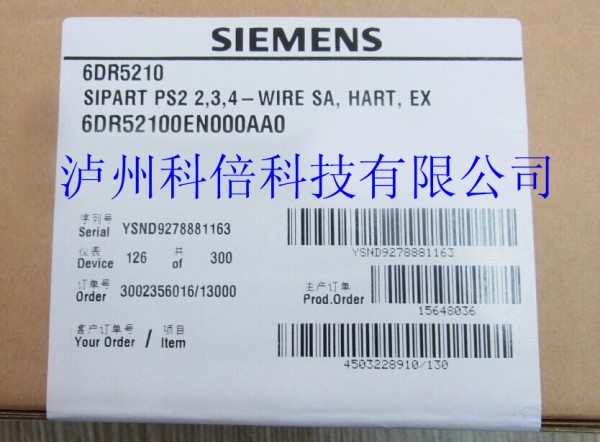 SIEMENS
6DR5210
SIPART PS2 2,3,4-WIRE SA, HART, EX
6DR52100EN000AA0
泸州科倍科技有限公司
序列号
Serial YSND9278881163
YSND9278881163
仪表 共
Device 126 of 300
订单号 生产订单
Order 3002356016/13000 Prod.Order
15648036
客户订单号 / 项目
Your Order / Item
4503228910/130